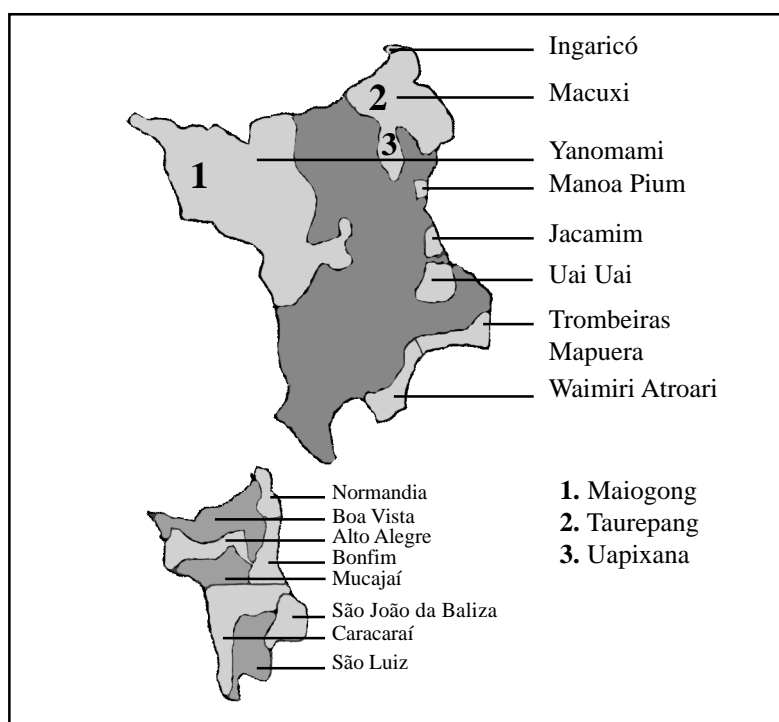 Ingaricó
2
Macuxi
3
Yanomami
1
Manoa Pium
Jacamim
Uai Uai
Trombeiras
Mapuera
Waimiri Atroari
Normandia
Boa Vista
Alto Alegre
Bonfim
Mucajaí
São João da Baliza
Caracaraí
São Luiz
1. Maiogong
2. Taurepang
3. Uapixana